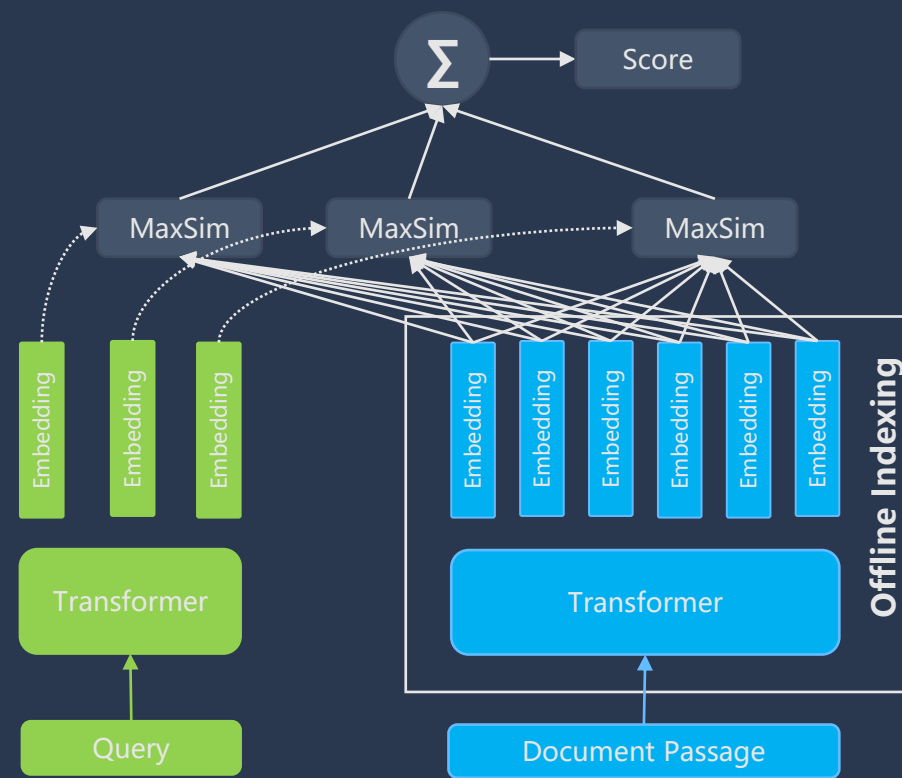 ∑
Score
MaxSim
MaxSim
MaxSim
Embedding
Embedding
Embedding
Embedding
Embedding
Embedding
Embedding
Embedding
Embedding
Offline Indexing
Transformer
Transformer
Query
Document Passage